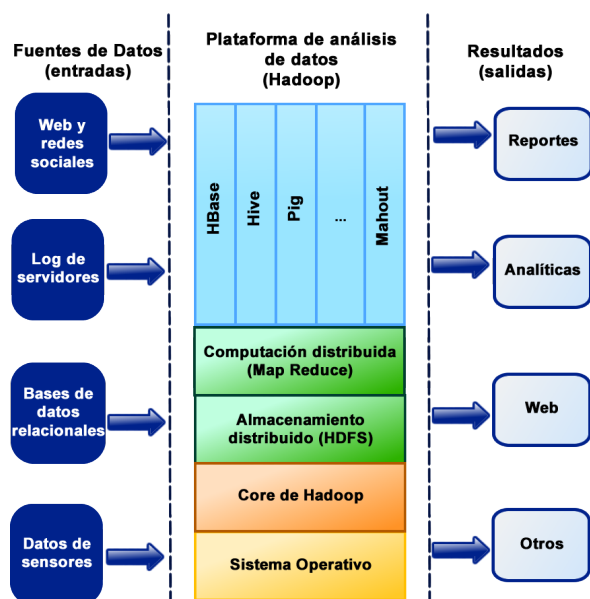 Fuentes de Datos
(entradas)
Plataforma de análisis
de datos
(Hadoop)
Resultados
(salidas)
Web y
redes
sociales
Log de
servidores
Bases de
datos
relacionales
Datos de
sensores
HBase
Hive
Pig
...
Mahout
Computación distribuida
(Map Reduce)
Almacenamiento
distribuido (HDFS)
Core de Hadoop
Sistema Operativo
Reportes
Analíticas
Web
Otros